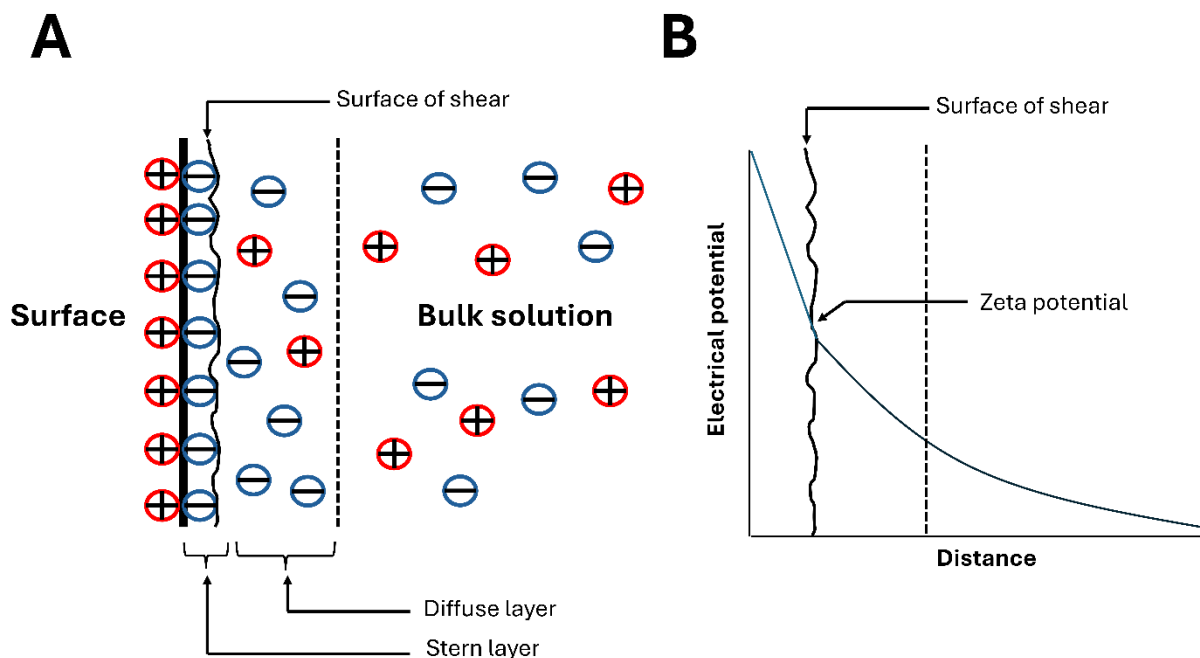 A
Surface of shear
Surface
Bulk solution
Diffuse layer
Stern layer
B
Surface of shear
Electrical potential
Zeta potential
Distance